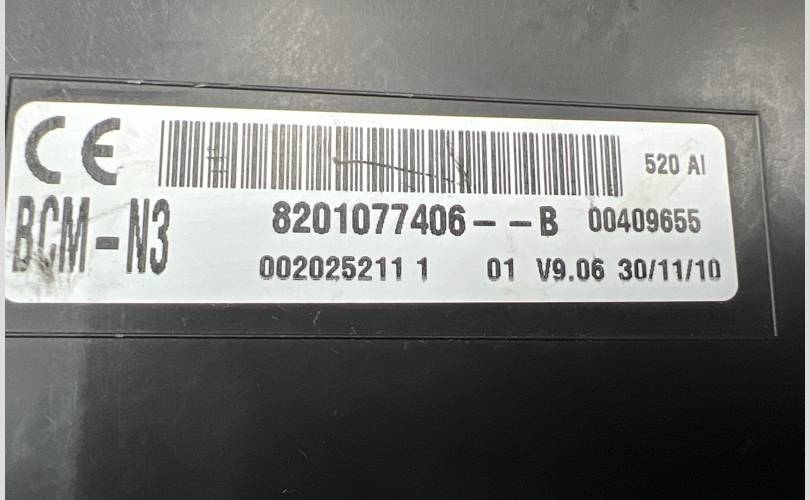 CE 520 AI
BCM-N3 8201077406--B 00409655
002025211 1 01 V9.06 30/11/10